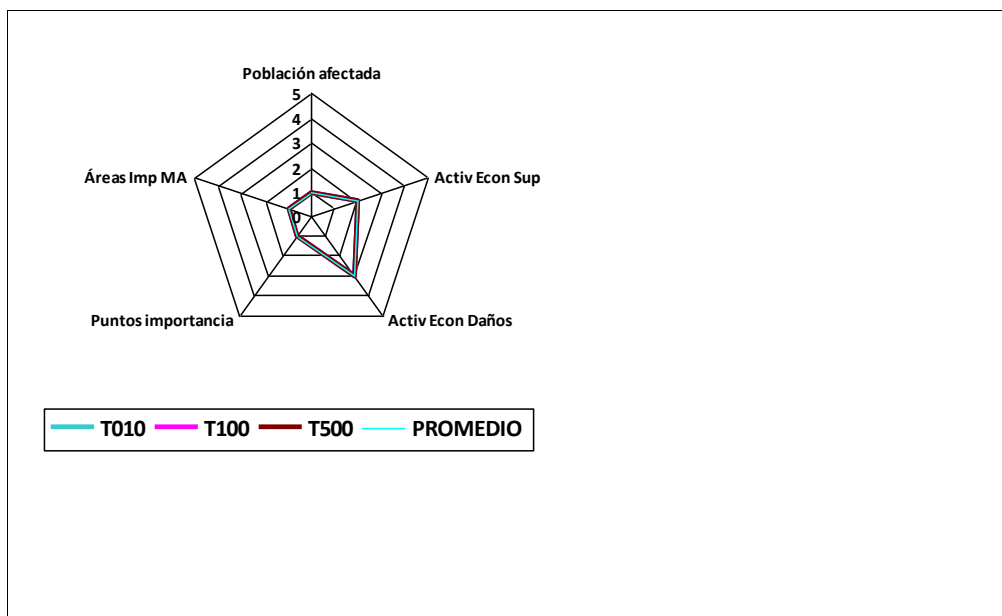 Población afectada
5
4
3
2
1
0
Áreas Imp MA
Activ Econ Sup
Puntos importancia
Activ Econ Daños
T010 T100 T500 PROMEDIO